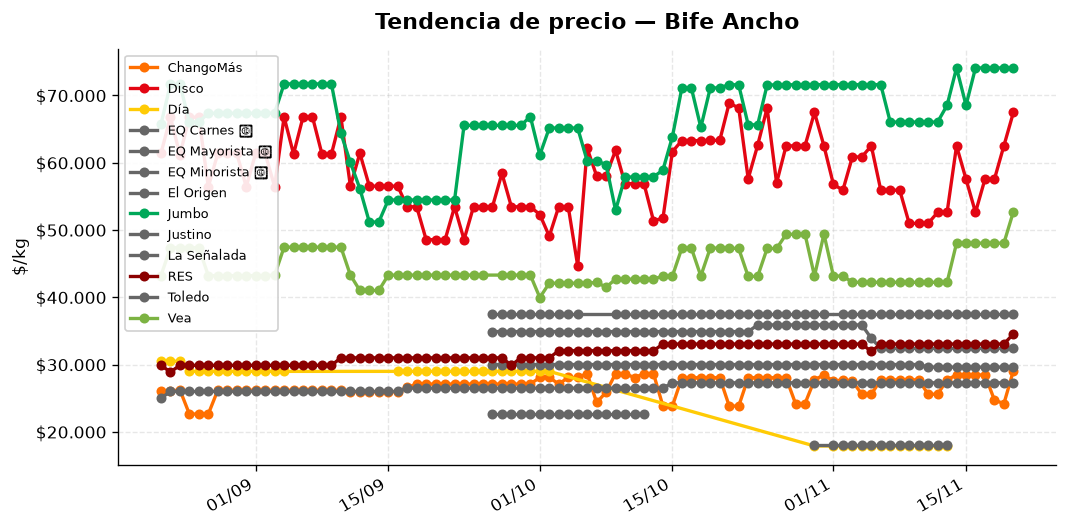 Tendencia de precio — Bife Ancho
$/kg
$70.000
$60.000
$50.000
$40.000
$30.000
$20.000
ChangoMás
Disco
Día
EQ Carnes
EQ Mayorista
EQ Minorista
El Origen
Jumbo
Justino
La Señalada
RES
Toledo
Vea
01/09
15/09
01/10
15/10
01/11
15/11